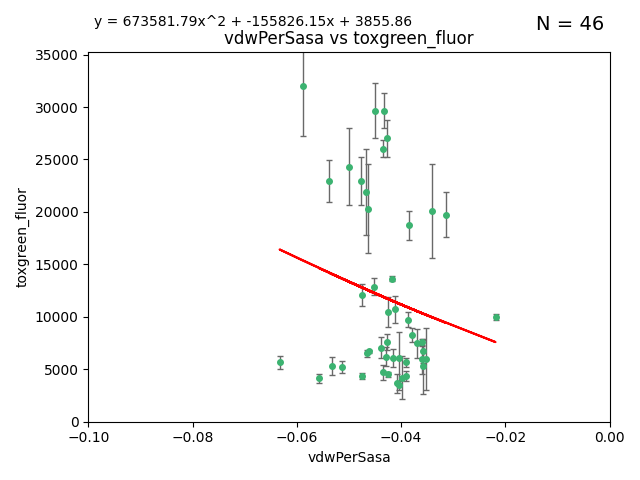 y = 673581.79x^2 + -155826.15x + 3855.86
N = 46
vdwPerSasa vs toxgreen_fluor
35000
30000
25000
20000
15000
10000
5000
0
toxgreen_fluor
−0.10 −0.08 −0.06 −0.04 −0.02 0.00
vdwPerSasa